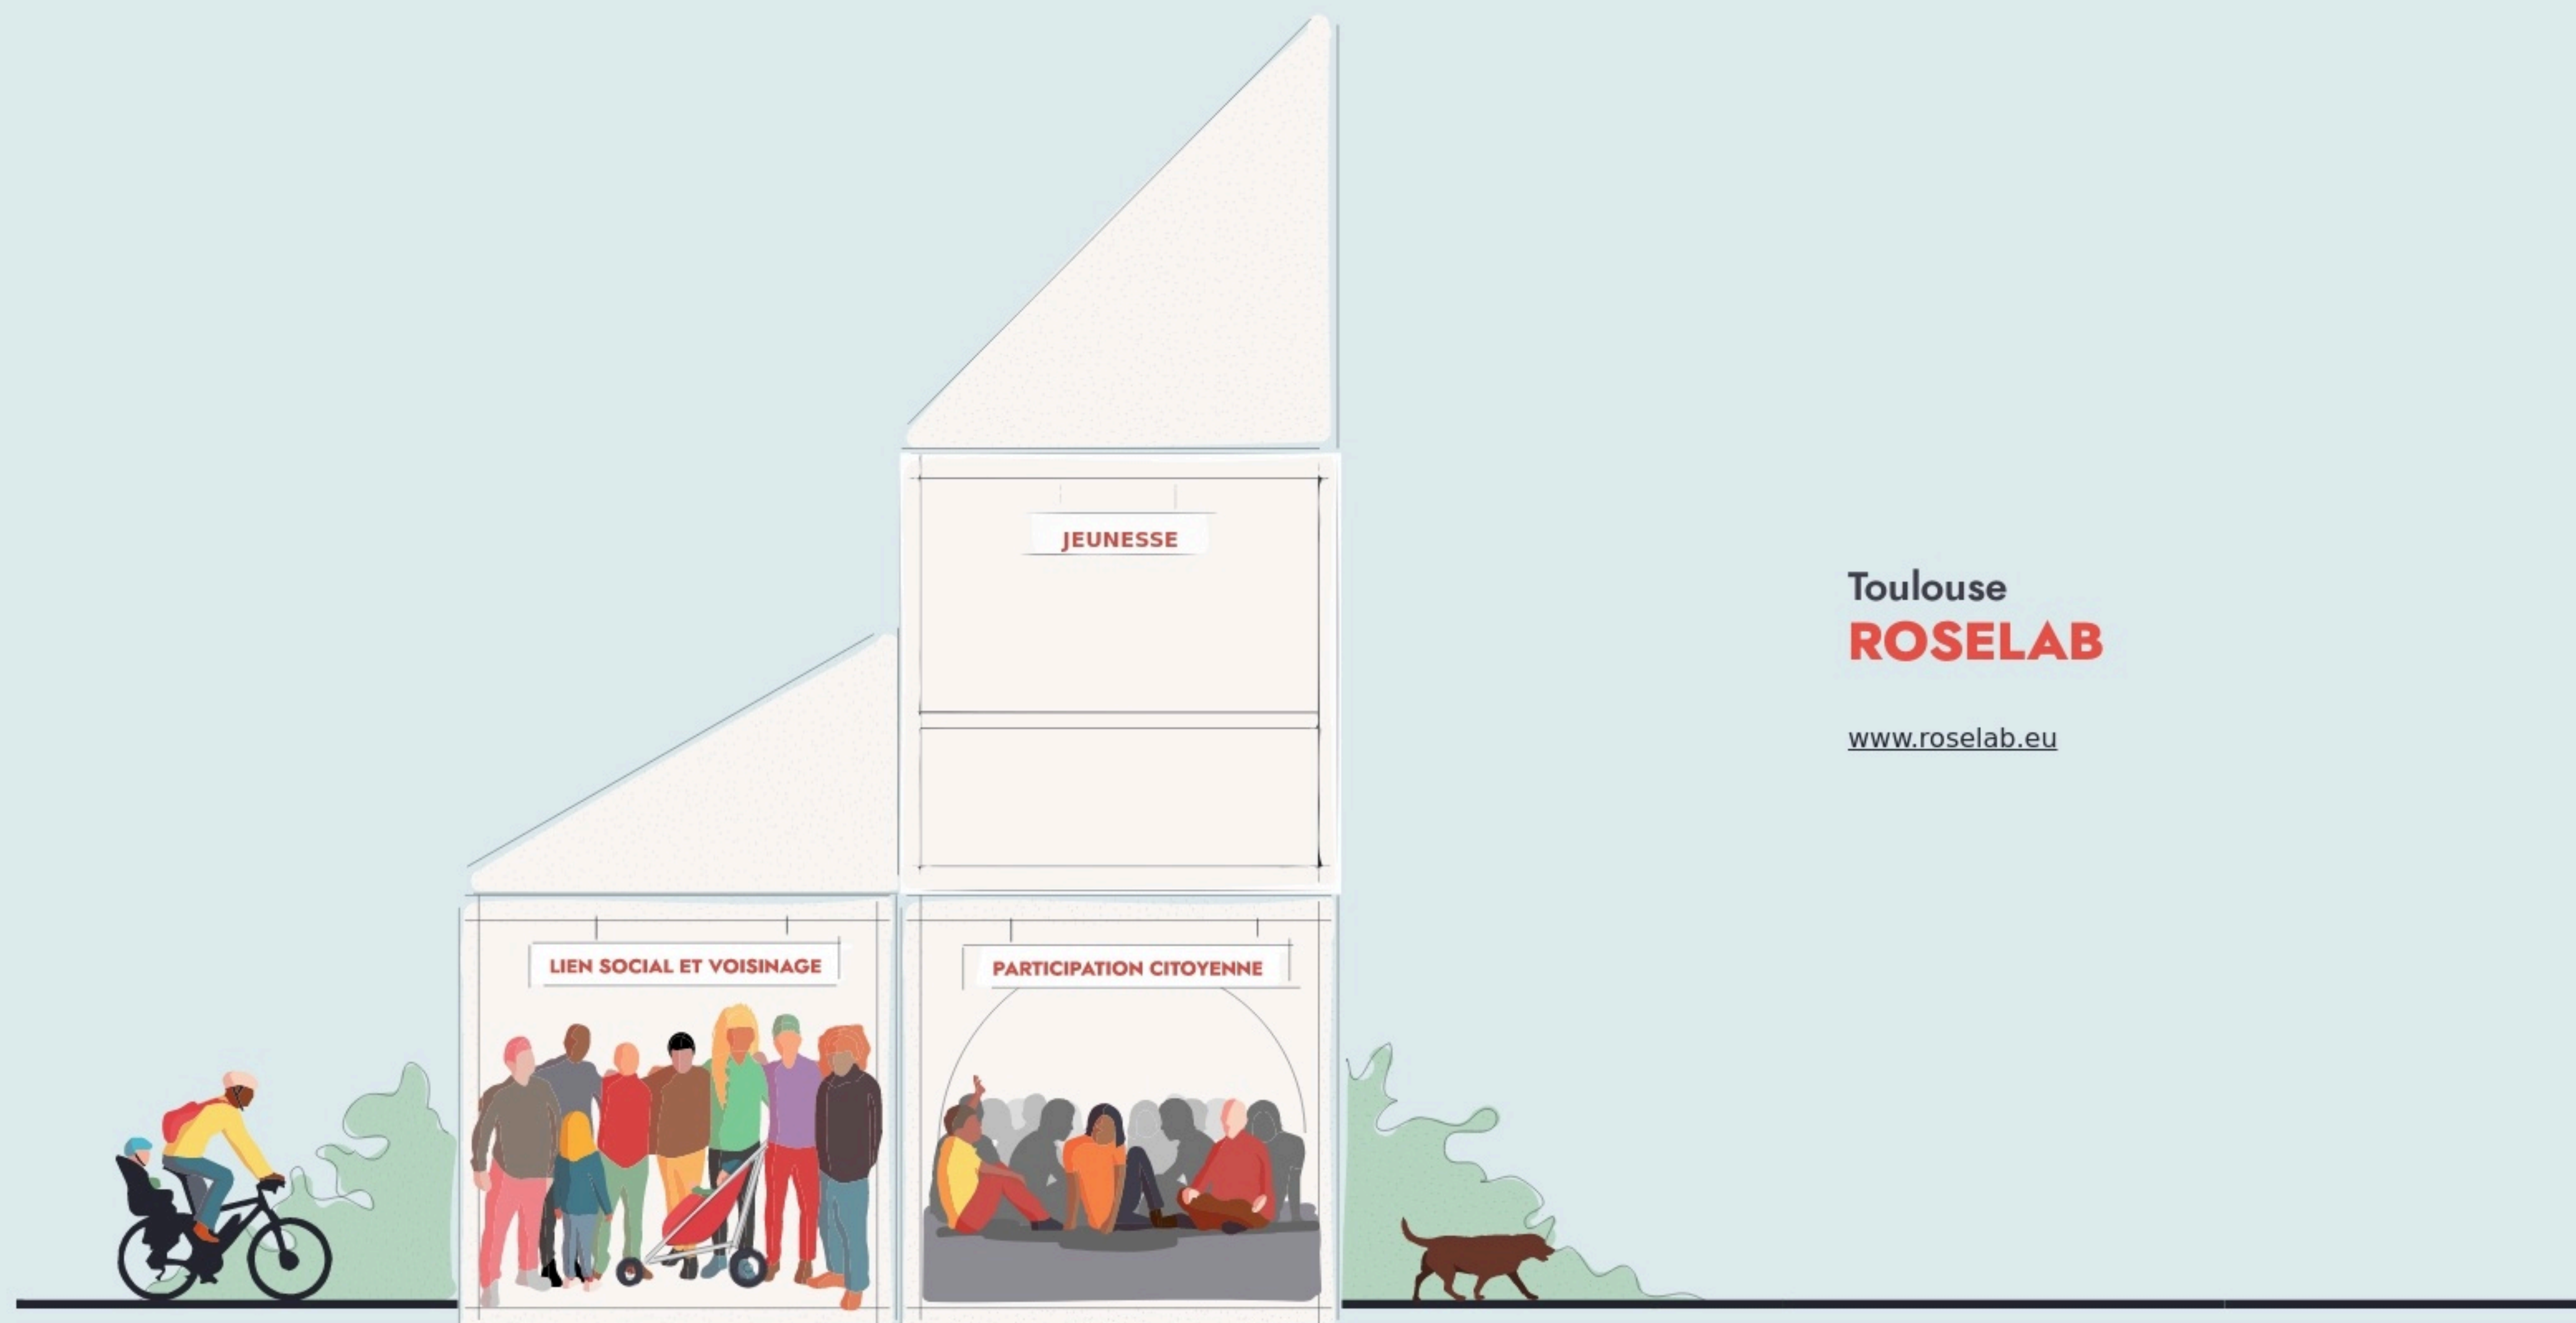 JEUNESSE
LIEN SOCIAL ET VOISINAGE
PARTICIPATION CITOYENNE
Toulouse
ROSELAB
www.roselab.eu